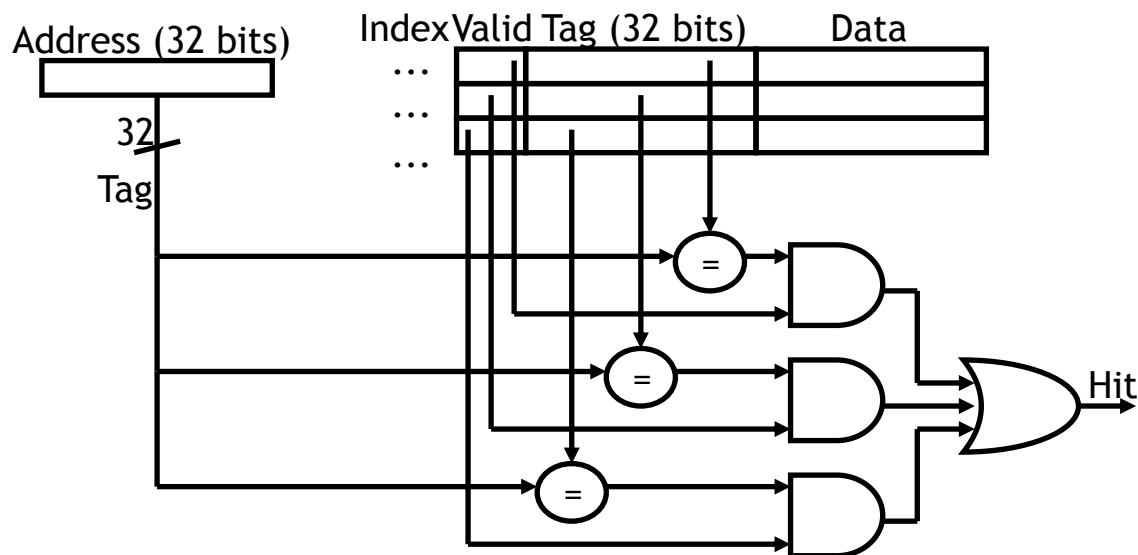 Address (32 bits)
Index Valid Tag (32 bits) Data
...
...
...
32
Tag
=
=
=
Hit